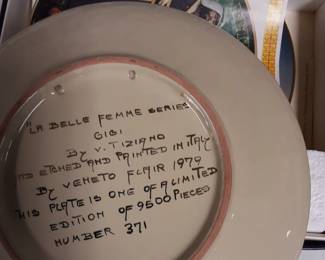 "LA BELLE FEMME SERIES
GIGI
By V. TIZIANO
ETCHED AND PAINTED IN ITALY
By VENETO FLAIR 1979
THIS PLATE IS ONE OF A LIMITED
EDITION OF 9500 PIECES
NUMBER 371